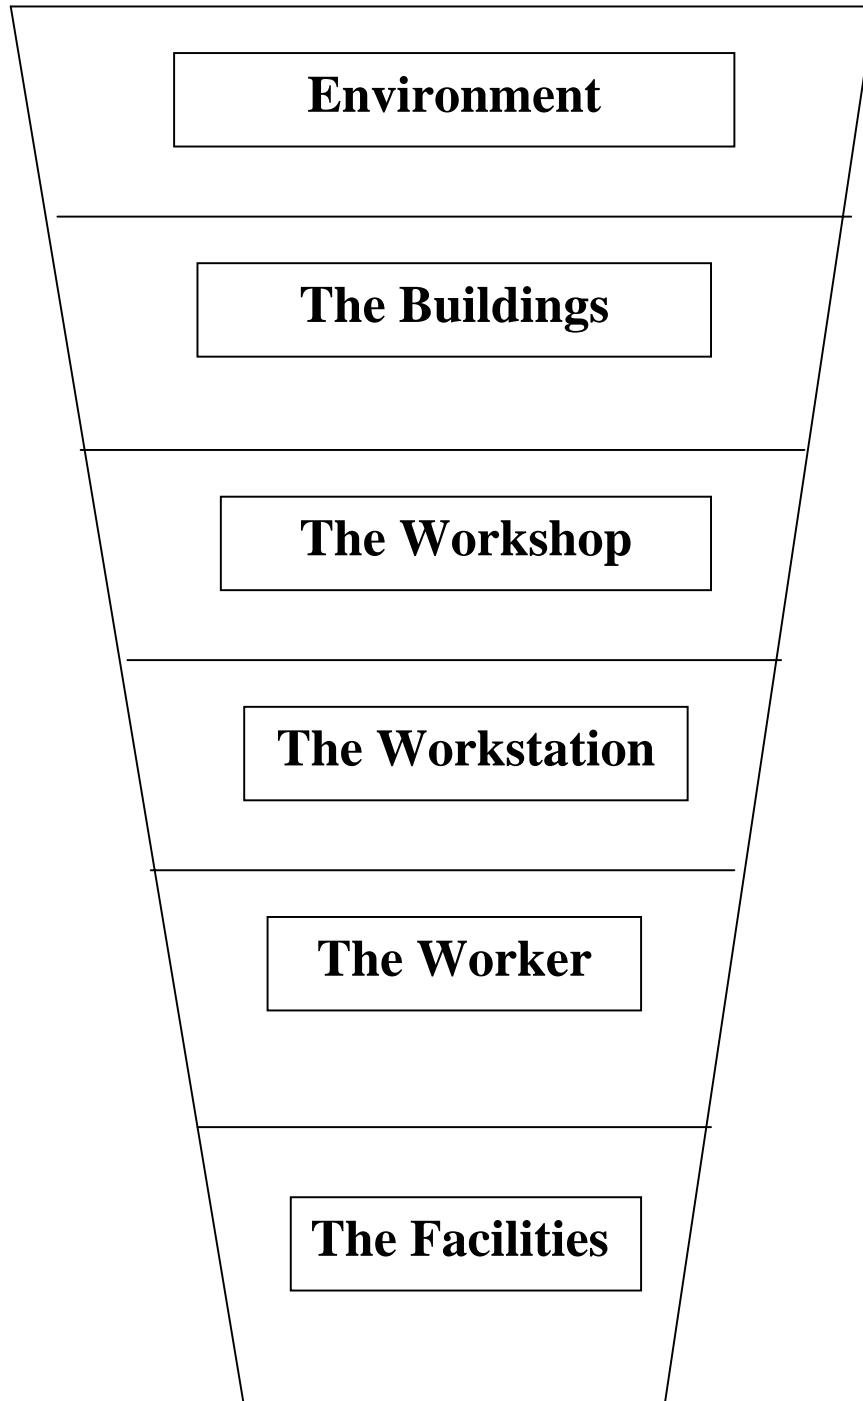 Environment
The Buildings
The Workshop
The Workstation
The Worker
The Facilities